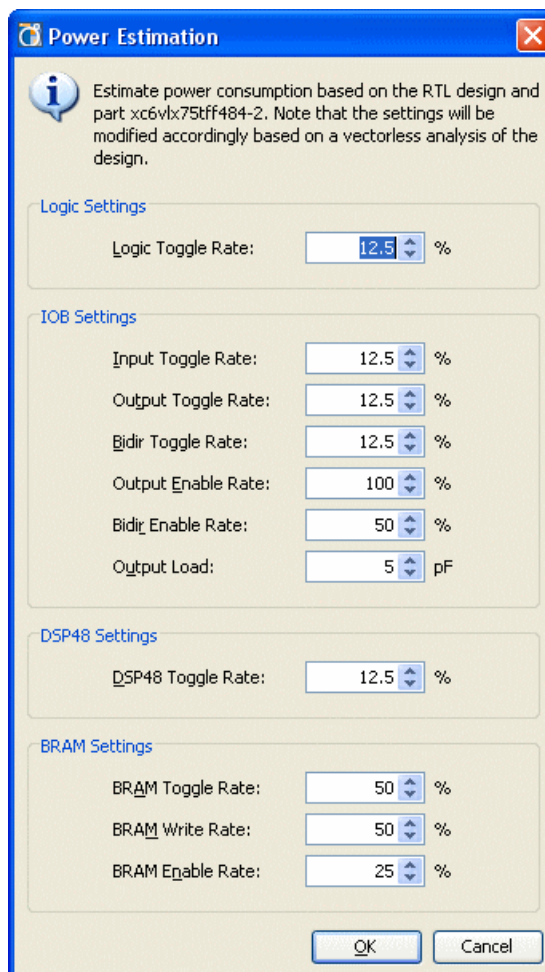 Power Estimation
Estimate power consumption based on the RTL design and
part xc6vlx75tff484-2. Note that the settings will be
modified accordingly based on a vectorless analysis of the
design.
Logic Settings
Logic Toggle Rate: 12.5 %
IOB Settings
Input Toggle Rate: 12.5 %
Output Toggle Rate: 12.5 %
Bidir Toggle Rate: 12.5 %
Output Enable Rate: 100 %
Bidir Enable Rate: 50 %
Output Load: 5 pF
DSP48 Settings
DSP48 Toggle Rate: 12.5 %
BRAM Settings
BRAM Toggle Rate: 50 %
BRAM Write Rate: 50 %
BRAM Enable Rate: 25 %
OK Cancel